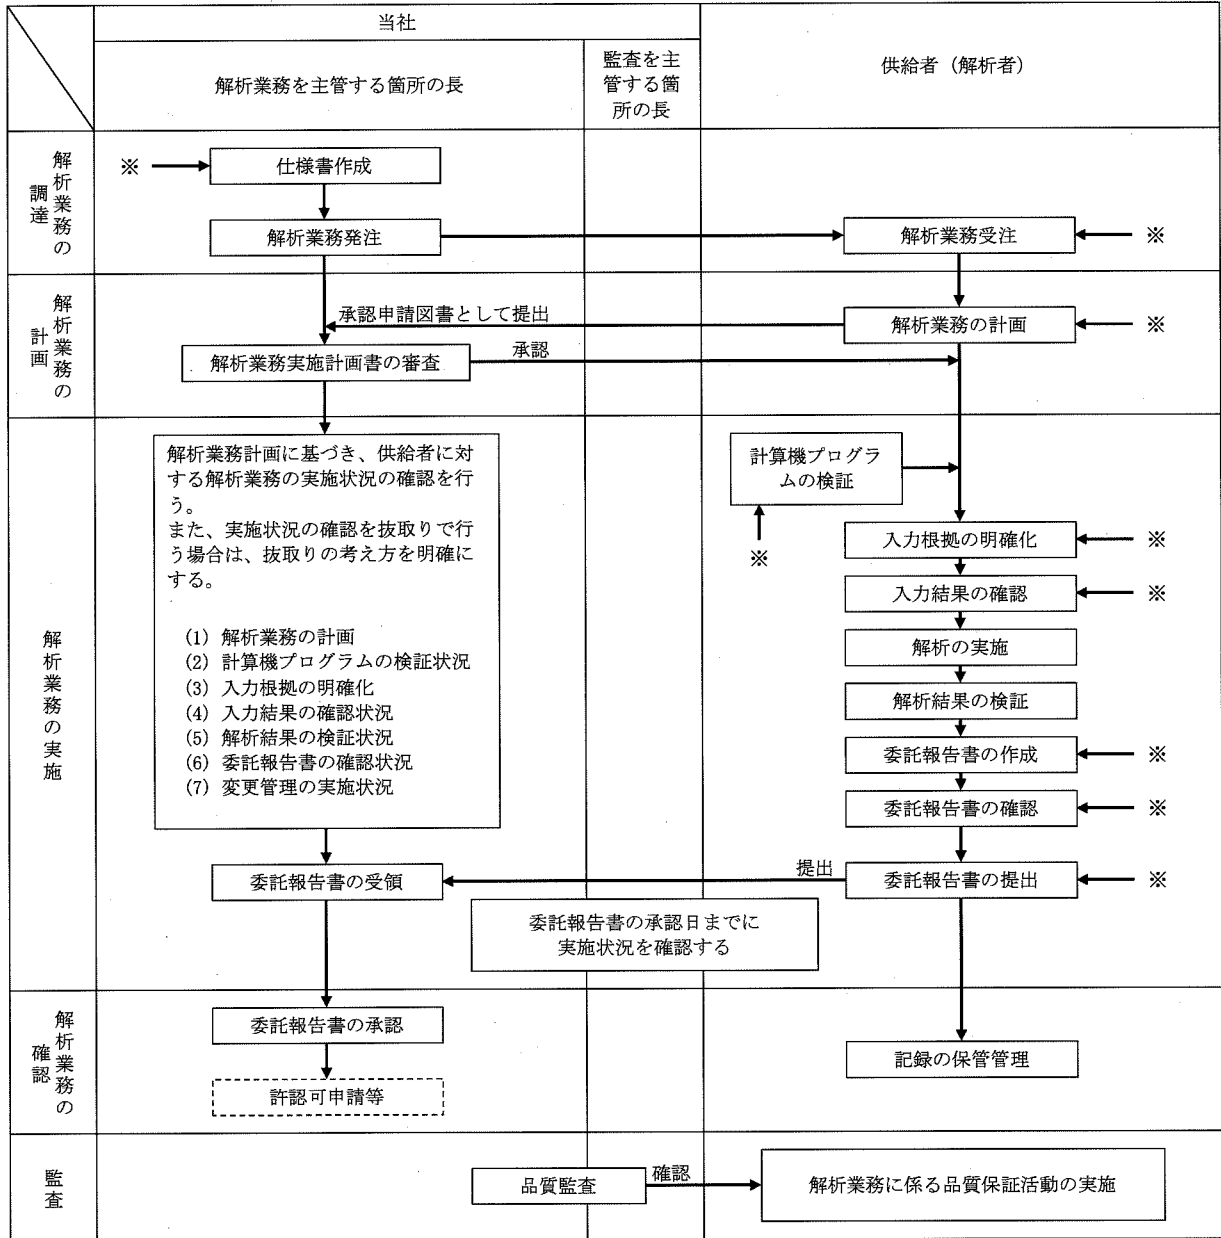 当社
解析業務を主管する箇所の長
監査を主
管する箇
所の長
供給者（解析者）
解析業務の
調達
※
仕様書作成
解析業務発注
解析業務受注
※
解析業務の
計画
承認申請図書として提出
解析業務の計画
※
解析業務実施計画書の審査
承認
解析業務の実施
解析業務計画に基づき、供給者に対
する解析業務の実施状況の確認を行
う。
また、実施状況の確認を抜取りで行
う場合は、抜取りの考え方を明確に
する。
(1) 解析業務の計画
(2) 計算機プログラムの検証状況
(3) 入力根拠の明確化
(4) 入力結果の確認状況
(5) 解析結果の検証状況
(6) 委託報告書の確認状況
(7) 変更管理の実施状況
計算機プログラ
ムの検証
※
入力根拠の明確化
※
入力結果の確認
※
解析の実施
解析結果の検証
委託報告書の作成
※
委託報告書の確認
※
委託報告書の受領
提出
委託報告書の提出
※
委託報告書の承認日までに
実施状況を確認する
解析業務の
確認
委託報告書の承認
記録の保管管理
許認可申請等
監査
品質監査
確認
解析業務に係る品質保証活動の実施